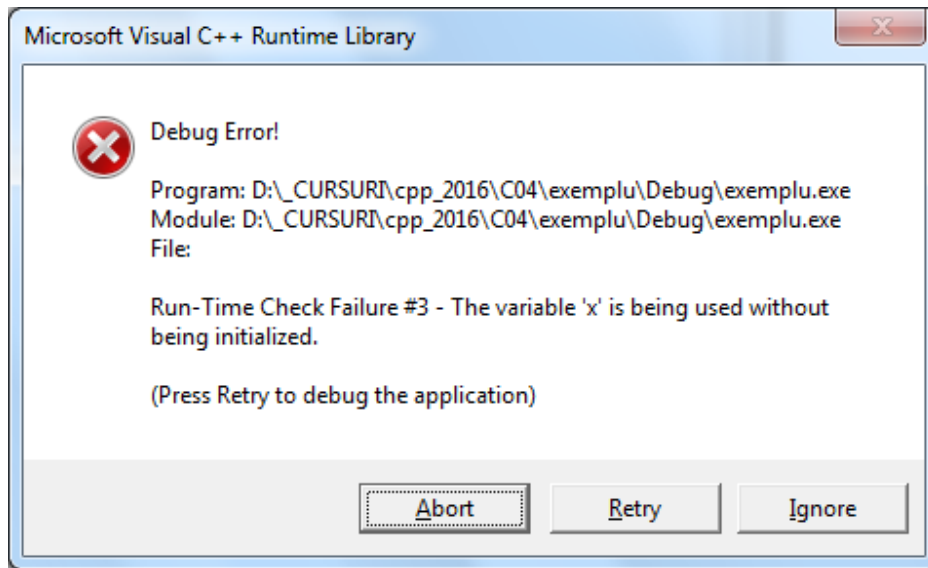 Microsoft Visual C++ Runtime Library
Debug Error!
Program: D:\_CURSURI\cpp_2016\C04\exemplu\Debug\exemplu.exe
Module: D:\_CURSURI\cpp_2016\C04\exemplu\Debug\exemplu.exe
File:
Run-Time Check Failure #3 - The variable 'x' is being used without
being initialized.
(Press Retry to debug the application)
Abort Retry Ignore